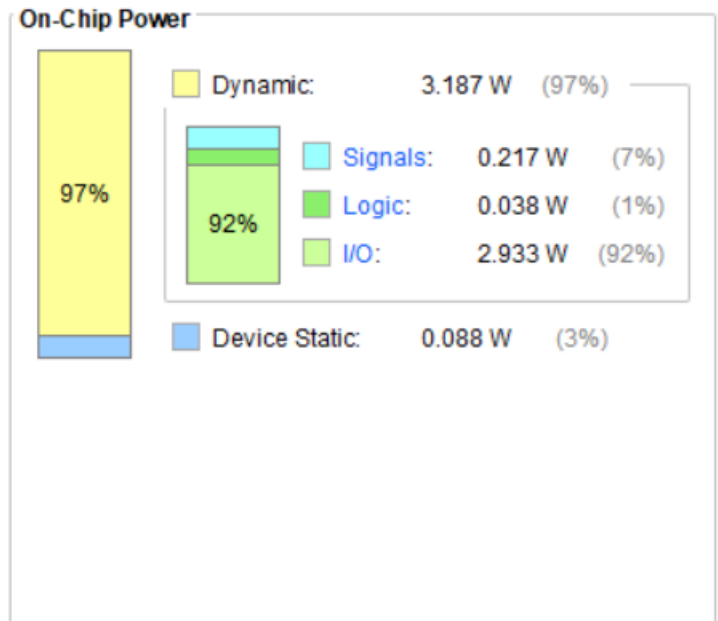 On-Chip Power
Dynamic: 3.187 W (97%)
97%
Signals: 0.217 W (7%)
Logic: 0.038 W (1%)
92%
I/O: 2.933 W (92%)
Device Static: 0.088 W (3%)